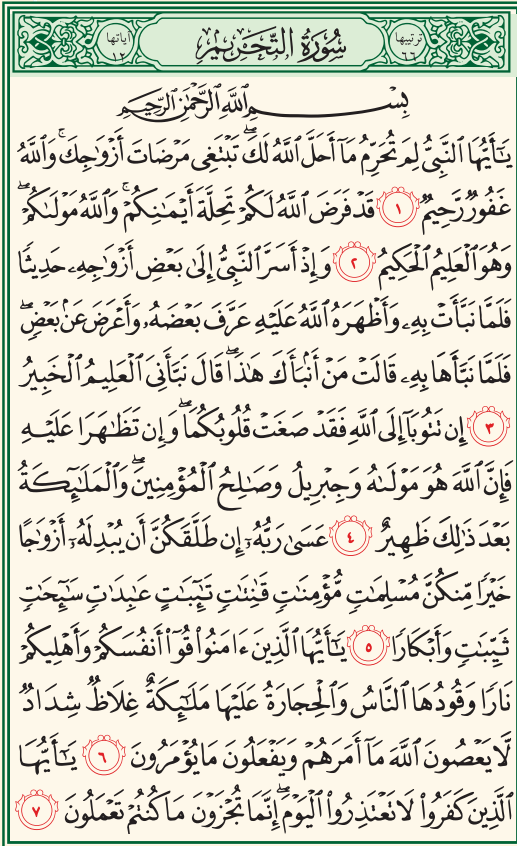 ترتيبها ٦٦ سُورَةُ التَّحْرِيمِ آياتها ١٢
بِسْمِ ٱللَّهِ ٱلرَّحْمَٰنِ ٱلرَّحِيمِ
يَٰٓأَيُّهَا ٱلنَّبِيُّ لِمَ تُحَرِّمُ مَآ أَحَلَّ ٱللَّهُ لَكَۖ تَبْتَغِي مَرْضَاتَ أَزْوَٰجِكَۚ وَٱللَّهُ
غَفُورٞ رَّحِيمٞ ١ قَدْ فَرَضَ ٱللَّهُ لَكُمْ تَحِلَّةَ أَيْمَٰنِكُمْۚ وَٱللَّهُ مَوْلَىٰكُمْۖ
وَهُوَ ٱلْعَلِيمُ ٱلْحَكِيمُ ٢ وَإِذْ أَسَرَّ ٱلنَّبِيُّ إِلَىٰ بَعْضِ أَزْوَٰجِهِۦ حَدِيثٗا
فَلَمَّا نَبَّأَتْ بِهِۦ وَأَظْهَرَهُ ٱللَّهُ عَلَيْهِ عَرَّفَ بَعْضَهُۥ وَأَعْرَضَ عَنۢ بَعْضٖۖ
فَلَمَّا نَبَّأَهَا بِهِۦ قَالَتْ مَنْ أَنۢبَأَكَ هَٰذَاۖ قَالَ نَبَّأَنِيَ ٱلْعَلِيمُ ٱلْخَبِيرُ
٣ إِن تَتُوبَآ إِلَى ٱللَّهِ فَقَدْ صَغَتْ قُلُوبُكُمَاۖ وَإِن تَظَٰهَرَا عَلَيْهِ
فَإِنَّ ٱللَّهَ هُوَ مَوْلَىٰهُ وَجِبْرِيلُ وَصَٰلِحُ ٱلْمُؤْمِنِينَۖ وَٱلْمَلَٰٓئِكَةُ
بَعْدَ ذَٰلِكَ ظَهِيرٌ ٤ عَسَىٰ رَبُّهُۥٓ إِن طَلَّقَكُنَّ أَن يُبْدِلَهُۥٓ أَزْوَٰجًا
خَيْرٗا مِّنكُنَّ مُسْلِمَٰتٖ مُّؤْمِنَٰتٖ قَٰنِتَٰتٖ تَٰٓئِبَٰتٍ عَٰبِدَٰتٖ سَٰٓئِحَٰتٖ
ثَيِّبَٰتٖ وَأَبْكَارٗا ٥ يَٰٓأَيُّهَا ٱلَّذِينَ ءَامَنُوا۟ قُوٓا۟ أَنفُسَكُمْ وَأَهْلِيكُمْ
نَارٗا وَقُودُهَا ٱلنَّاسُ وَٱلْحِجَارَةُ عَلَيْهَا مَلَٰٓئِكَةٌ غِلَاظٞ شِدَادٞ
لَّا يَعْصُونَ ٱللَّهَ مَآ أَمَرَهُمْ وَيَفْعَلُونَ مَا يُؤْمَرُونَ ٦ يَٰٓأَيُّهَا
ٱلَّذِينَ كَفَرُوا۟ لَا تَعْتَذِرُوا۟ ٱلْيَوْمَۖ إِنَّمَا تُجْزَوْنَ مَا كُنتُمْ تَعْمَلُونَ ٧